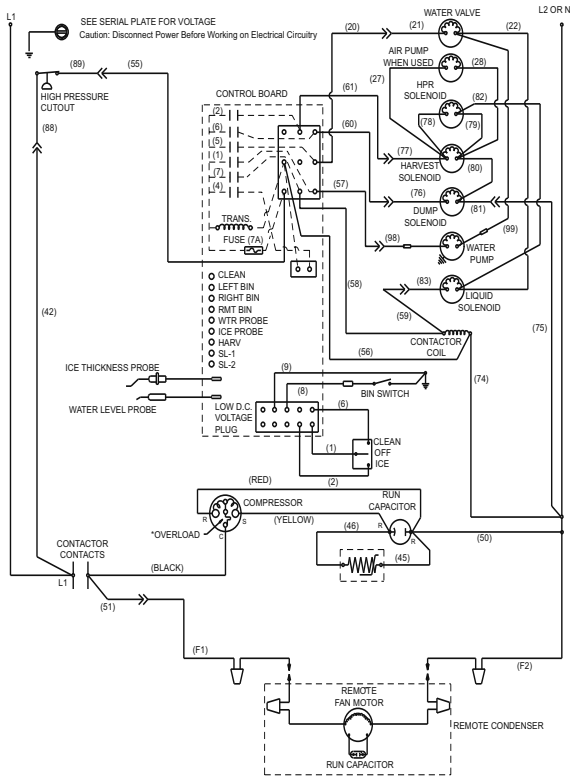 L1
SEE SERIAL PLATE FOR VOLTAGE
Caution: Disconnect Power Before Working on Electrical Circuitry
WATER VALVE
L2 OR N
(20)
(21)
(22)
(89)
(55)
AIR PUMP
WHEN USED
(28)
(27)
HPR
SOLENOID
(82)
HIGH PRESSURE
CUTOUT
(88)
CONTROL BOARD
(61)
(78)
(79)
(2)
(6)
(5)
(1)
(7)
(4)
(60)
(77)
HARVEST
SOLENOID
(80)
(57)
(76)
DUMP
SOLENOID
(81)
TRANS.
FUSE (7A)
(98)
WATER
PUMP
(99)
CLEAN
LEFT BIN
RIGHT BIN
RMT BIN
WTR PROBE
ICE PROBE
HARV
SL-1
SL-2
(58)
(83)
LIQUID
SOLENOID
(59)
(42)
(75)
CONTACTOR
COIL
(56)
(74)
ICE THICKNESS PROBE
WATER LEVEL PROBE
(9)
(8)
BIN SWITCH
LOW D.C.
VOLTAGE
PLUG
(6)
(1)
(2)
CLEAN
OFF
ICE
(RED)
COMPRESSOR
RUN
CAPACITOR
R
S
C
(YELLOW)
*OVERLOAD
(46)
R
R
(50)
(45)
CONTACTOR
CONTACTS
L1
(BLACK)
(51)
(F1)
(F2)
REMOTE
FAN MOTOR
REMOTE CONDENSER
RUN CAPACITOR